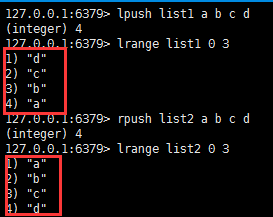 127.0.0.1:6379> lpush list1 a b c d
(integer) 4
127.0.0.1:6379> lrange list1 0 3
1) "d"
2) "c"
3) "b"
4) "a"
127.0.0.1:6379> rpush list2 a b c d
(integer) 4
127.0.0.1:6379> lrange list2 0 3
1) "a"
2) "b"
3) "c"
4) "d"